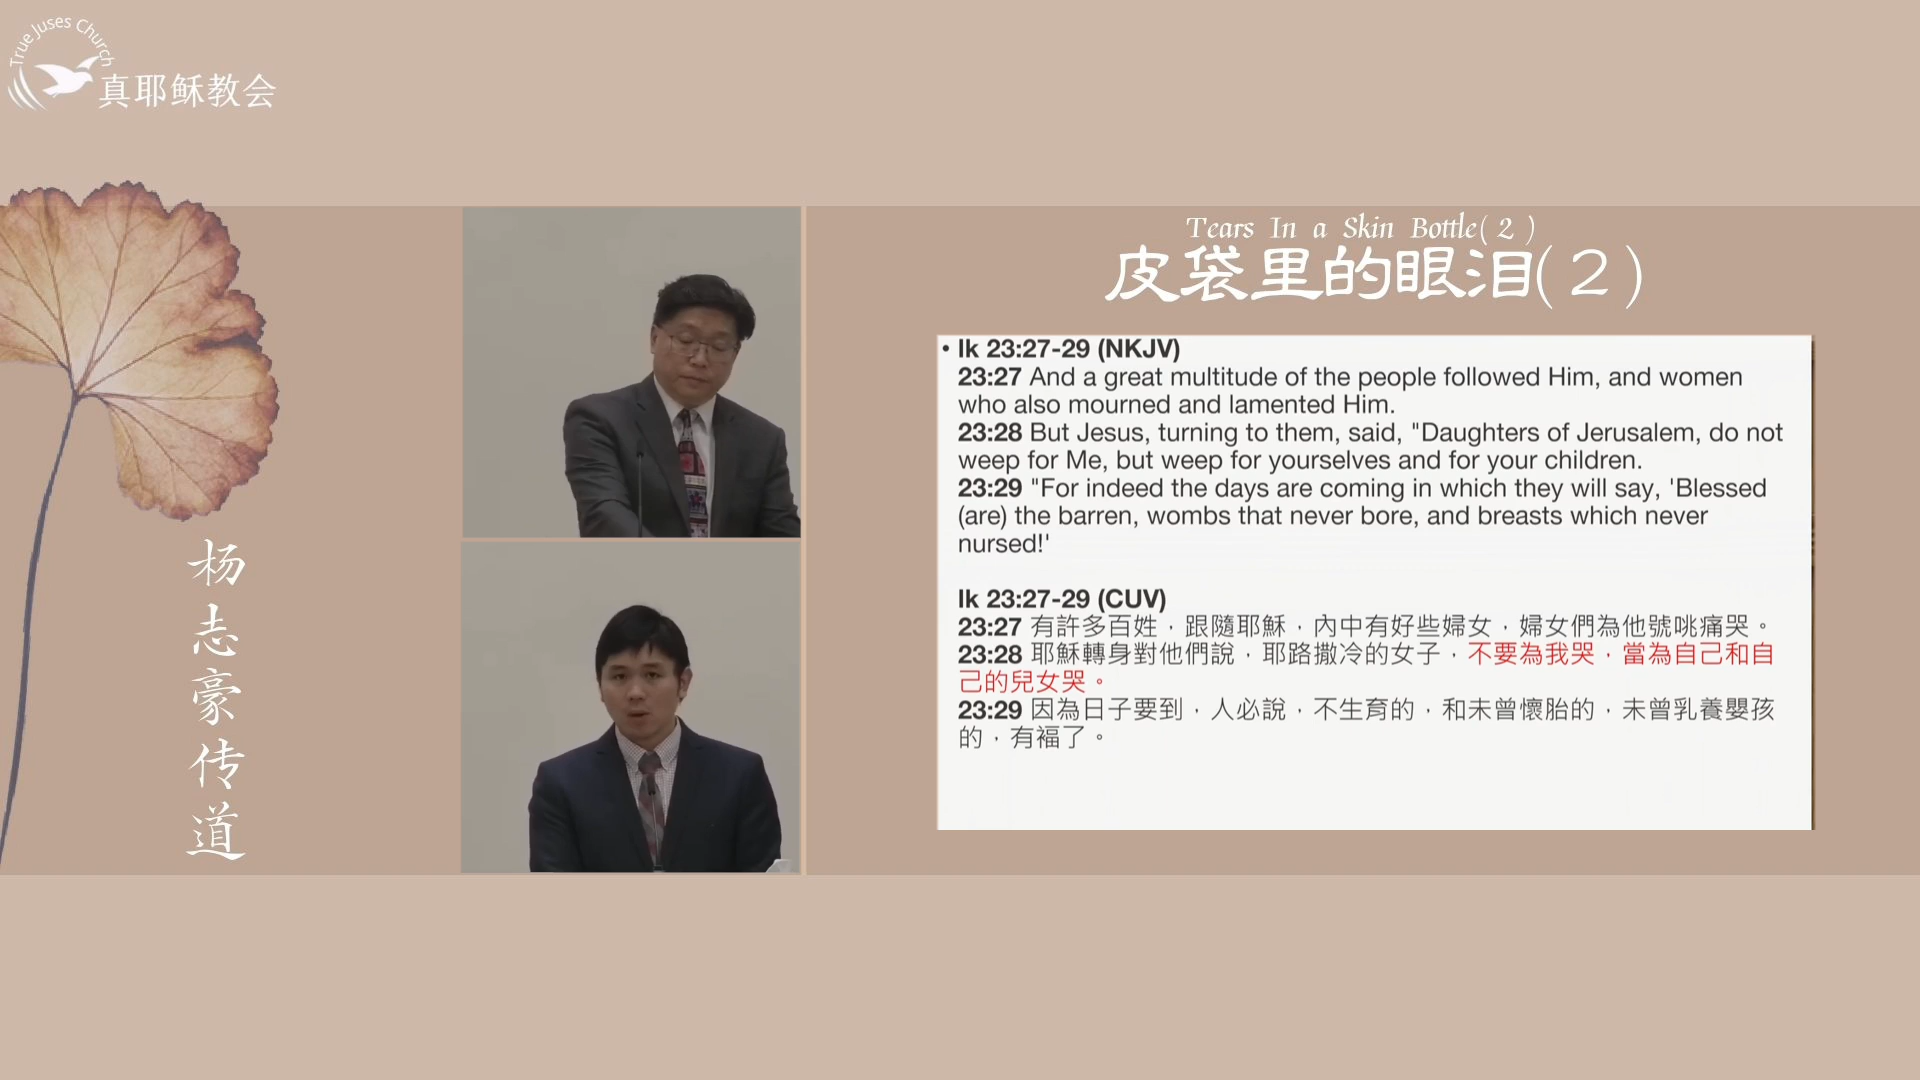 True Juses Church
真耶稣教会
杨志豪传道
Tears In a Skin Bottle(2)
皮袋里的眼泪(2)
• lk 23:27-29 (NKJV)
23:27 And a great multitude of the people followed Him, and women
who also mourned and lamented Him.
23:28 But Jesus, turning to them, said, "Daughters of Jerusalem, do not
weep for Me, but weep for yourselves and for your children.
23:29 "For indeed the days are coming in which they will say, 'Blessed
(are) the barren, wombs that never bore, and breasts which never
nursed!'
lk 23:27-29 (CUV)
23:27 有許多百姓，跟隨耶穌，內中有好些婦女，婦女們為他號咷痛哭。
23:28 耶穌轉身對他們說，耶路撒冷的女子，不要為我哭，當為自己和自
己的兒女哭。
23:29 因為日子要到，人必說，不生育的，和未曾懷胎的，未曾乳養嬰孩
的，有福了。